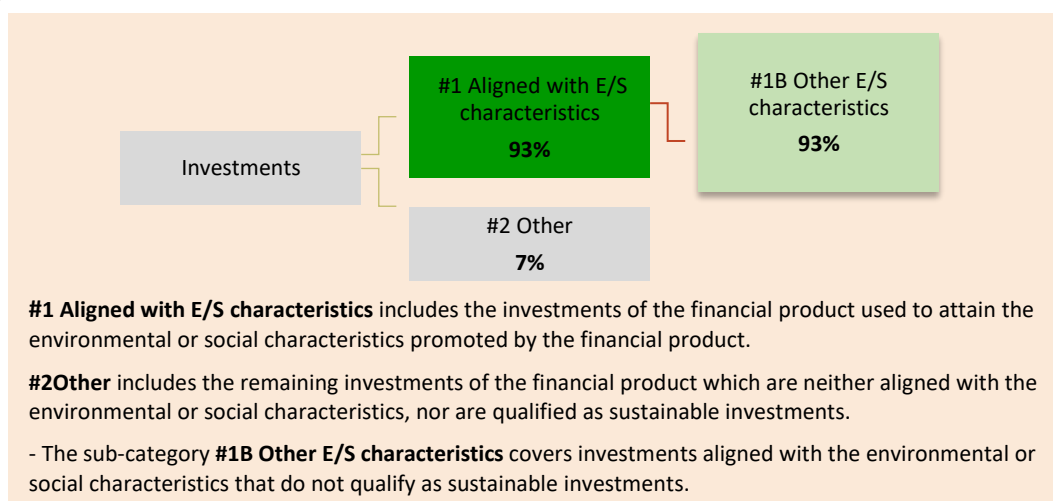 #1 Aligned with E/S
characteristics
93%
#1B Other E/S
characteristics
93%
Investments
#2 Other
7%
#1 Aligned with E/S characteristics includes the investments of the financial product used to attain the
environmental or social characteristics promoted by the financial product.
#2Other includes the remaining investments of the financial product which are neither aligned with the
environmental or social characteristics, nor are qualified as sustainable investments.
- The sub-category #1B Other E/S characteristics covers investments aligned with the environmental or
social characteristics that do not qualify as sustainable investments.